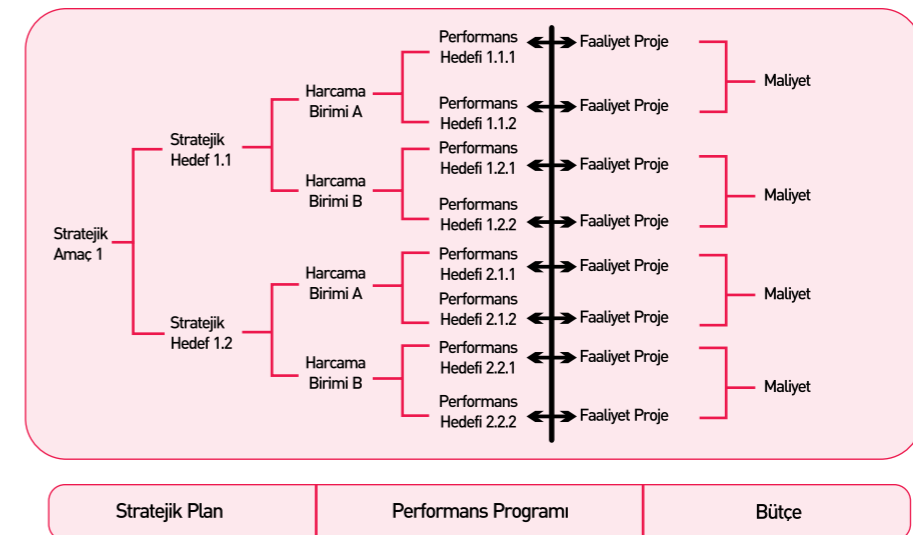 Stratejik
Amaç 1
Stratejik
Hedef 1.1
Stratejik
Hedef 1.2
Harcama
Birimi A
Harcama
Birimi B
Harcama
Birimi A
Harcama
Birimi B
Performans
Hedefi 1.1.1
Performans
Hedefi 1.1.2
Performans
Hedefi 1.2.1
Performans
Hedefi 1.2.2
Performans
Hedefi 2.1.1
Performans
Hedefi 2.1.2
Performans
Hedefi 2.2.1
Performans
Hedefi 2.2.2
Faaliyet Proje
Faaliyet Proje
Faaliyet Proje
Faaliyet Proje
Faaliyet Proje
Faaliyet Proje
Faaliyet Proje
Faaliyet Proje
Maliyet
Maliyet
Maliyet
Maliyet
Stratejik Plan
Performans Programı
Bütçe